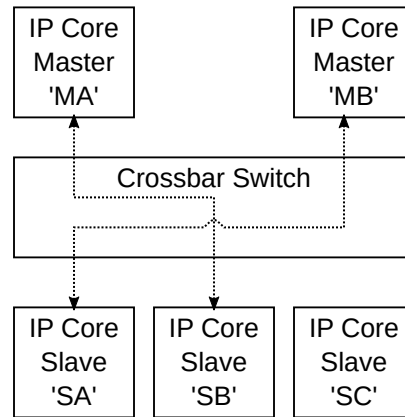 IP Core
Master
'MA'
IP Core
Master
'MB'
Crossbar Switch
IP Core
Slave
'SA'
IP Core
Slave
'SB'
IP Core
Slave
'SC'